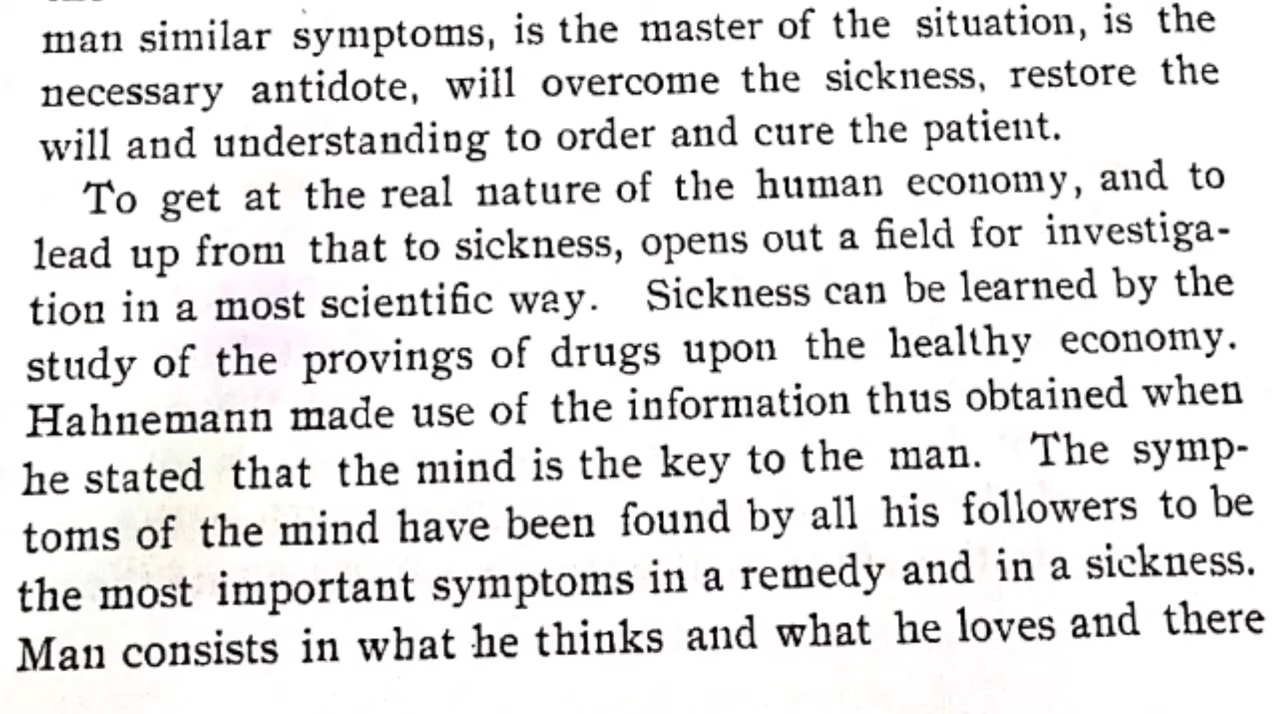 man similar symptoms, is the master of the situation, is the
necessary antidote, will overcome the sickness, restore the
will and understanding to order and cure the patient.
To get at the real nature of the human economy, and to
lead up from that to sickness, opens out a field for investiga-
tion in a most scientific way. Sickness can be learned by the
study of the provings of drugs upon the healthy economy.
Hahnemann made use of the information thus obtained when
he stated that the mind is the key to the man. The symp-
toms of the mind have been found by all his followers to be
the most important symptoms in a remedy and in a sickness.
Man consists in what he thinks and what he loves and there